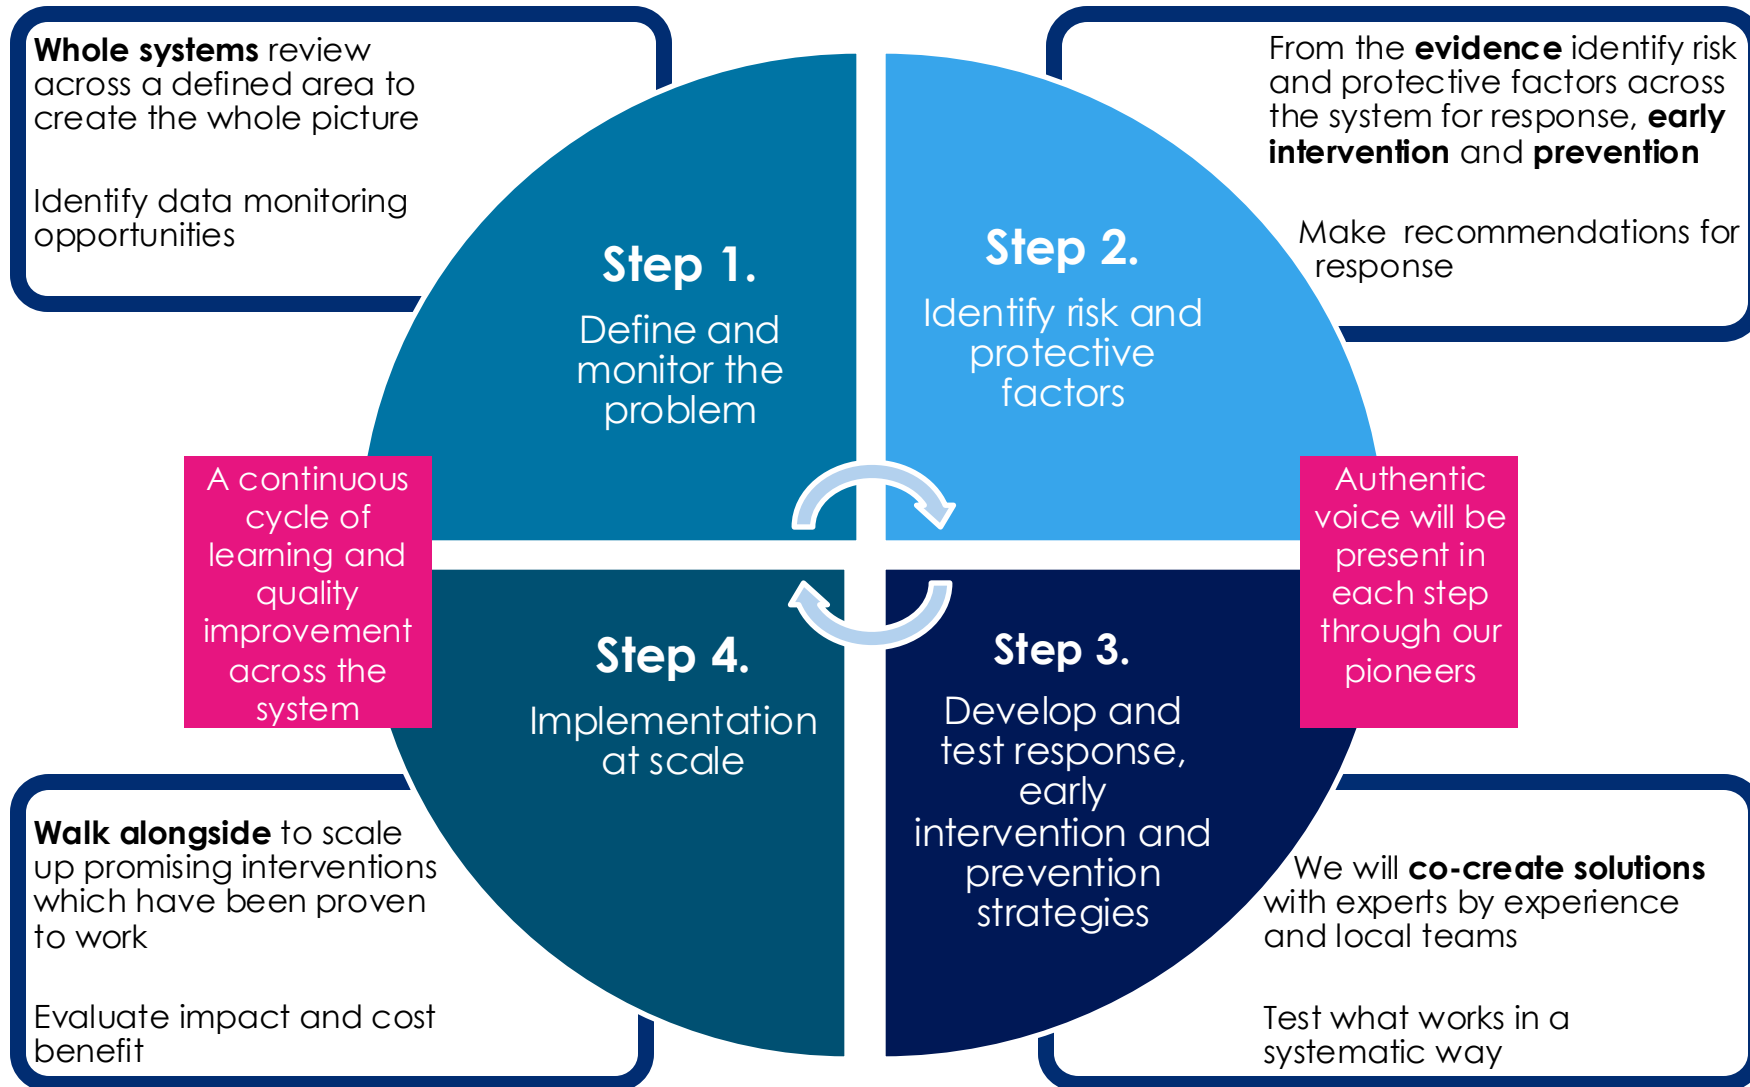 Whole systems review
across a defined area to
create the whole picture
Identify data monitoring
opportunities
Step 1.
Define and
monitor the
problem
Step 2.
Identify risk and
protective
factors
From the evidence identify risk
and protective factors across
the system for response, early
intervention and prevention
Make recommendations for
response
A continuous
cycle of
learning and
quality
improvement
across the
system
Authentic
voice will be
present in
each step
through our
pioneers
Step 4.
Implementation
at scale
Step 3.
Develop and
test response,
early
intervention and
prevention
strategies
Walk alongside to scale
up promising interventions
which have been proven
to work
Evaluate impact and cost
benefit
We will co-create solutions
with experts by experience
and local teams
Test what works in a
systematic way